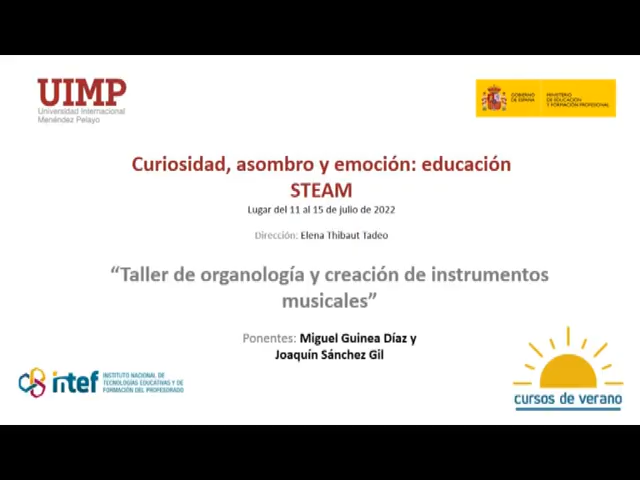 UIMP
Universidad Internacional
Menéndez Pelayo
GOBIERNO
DE ESPAÑA
MINISTERIO
DE EDUCACIÓN
Y FORMACIÓN PROFESIONAL
Curiosidad, asombro y emoción: educación
STEAM
Lugar del 11 al 15 de julio de 2022
Dirección: Elena Thibaut Tadeo
“Taller de organología y creación de instrumentos
musicales”
Ponentes: Miguel Guinea Díaz y
Joaquín Sánchez Gil
intef
INSTITUTO NACIONAL DE
TECNOLOGÍAS EDUCATIVAS Y DE
FORMACIÓN DEL PROFESORADO
cursos de verano